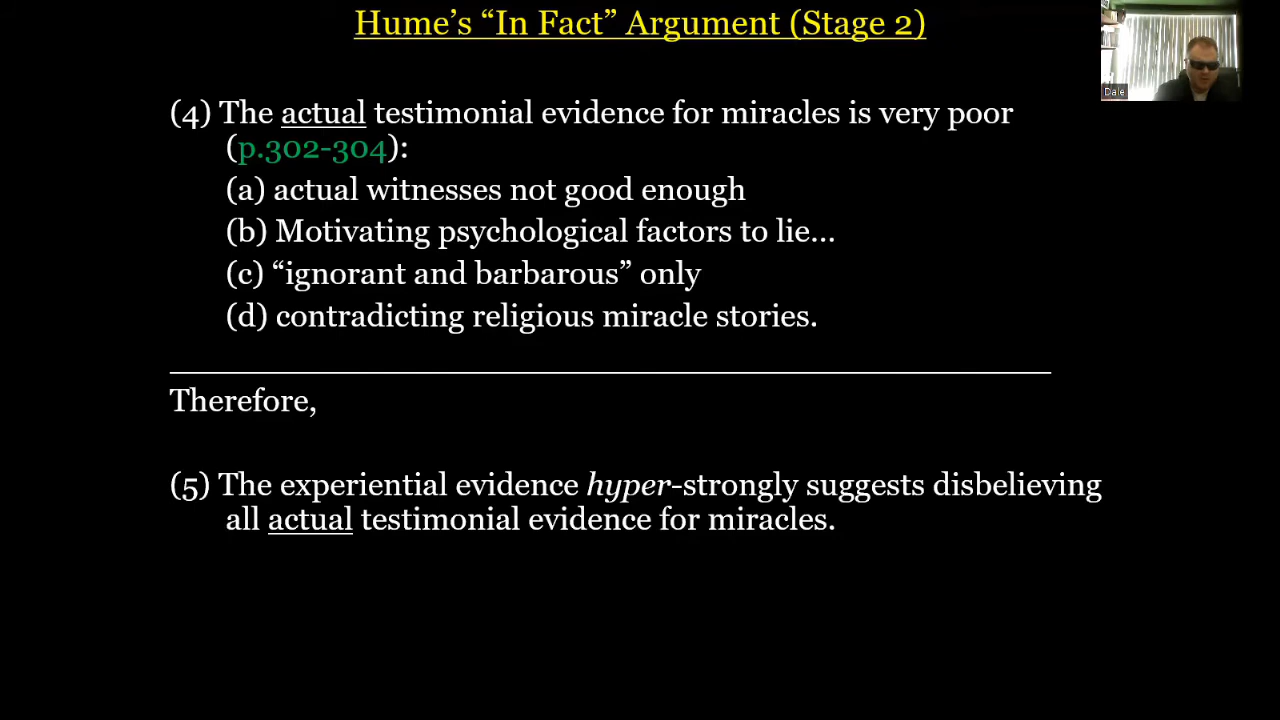 Hume’s “In Fact” Argument (Stage 2)
Dale
(4) The actual testimonial evidence for miracles is very poor
(p.302-304):
(a) actual witnesses not good enough
(b) Motivating psychological factors to lie…
(c) “ignorant and barbarous” only
(d) contradicting religious miracle stories.
Therefore,
(5) The experiential evidence hyper-strongly suggests disbelieving
all actual testimonial evidence for miracles.